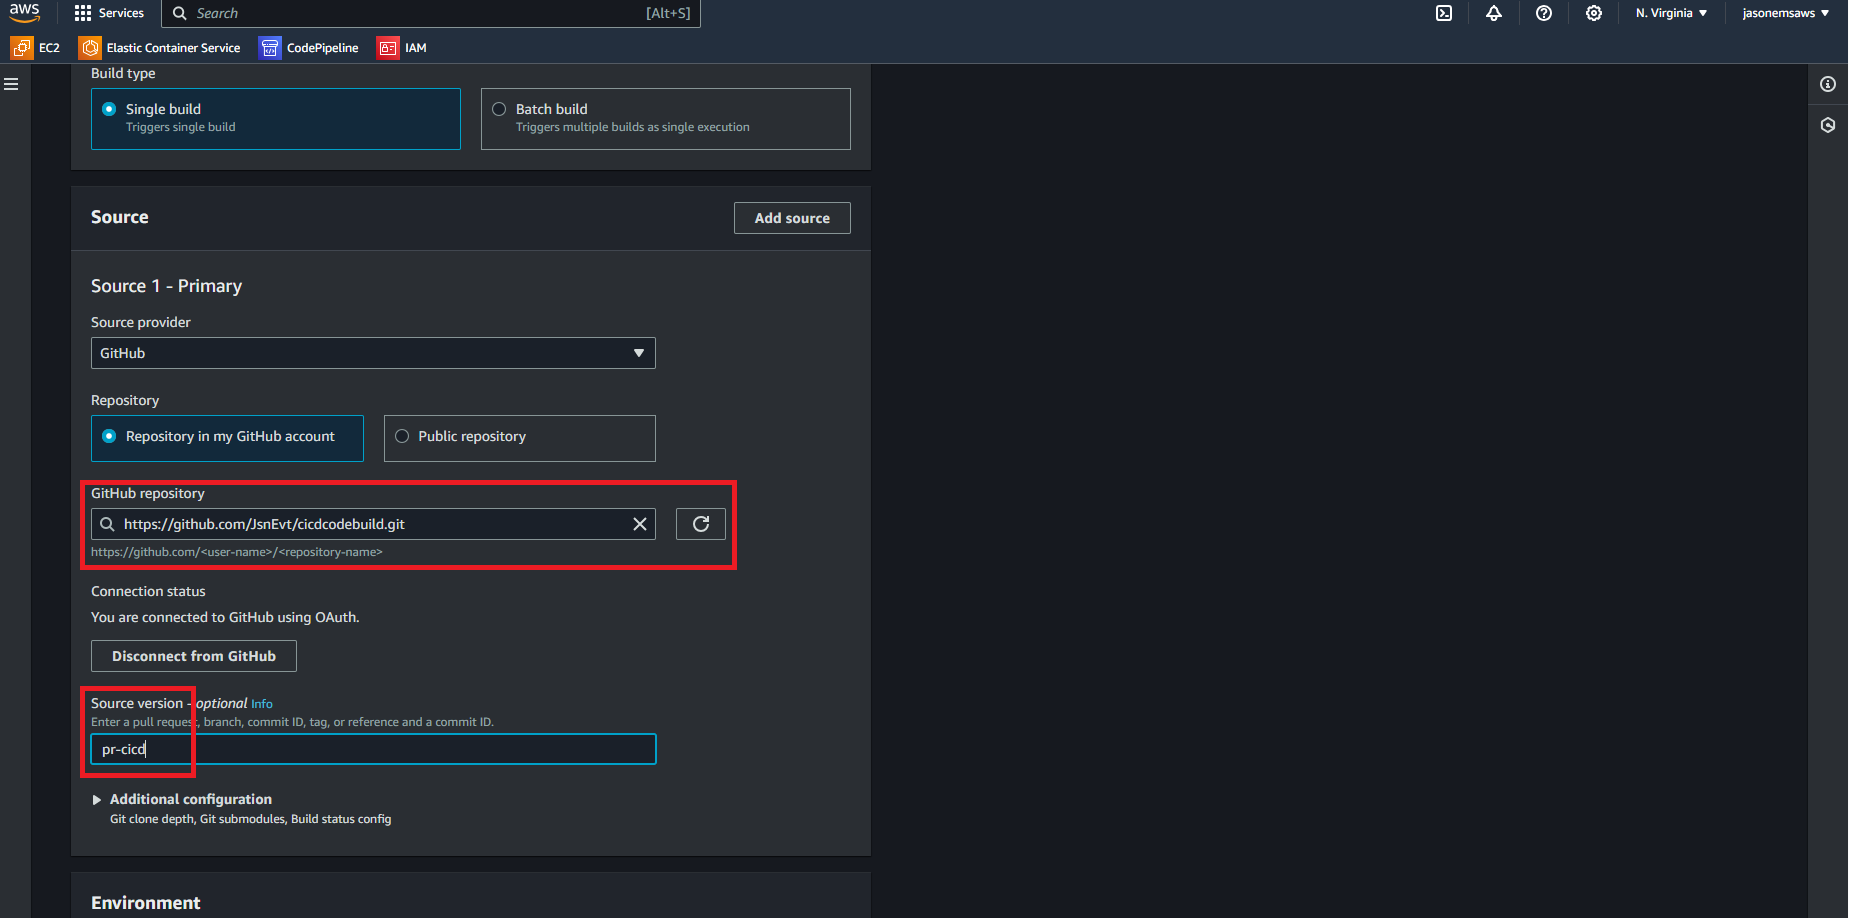 aws Services Search [Alt+S] N. Virginia jasonemsaws
EC2 Elastic Container Service CodePipeline IAM
Build type
Single build
Triggers single build
Batch build
Triggers multiple builds as single execution
Source
Add source
Source 1 - Primary
Source provider
GitHub
Repository
Repository in my GitHub account
Public repository
GitHub repository
https://github.com/JsnEvt/cicdcodebuild.git
https://github.com/<user-name>/<repository-name>
Connection status
You are connected to GitHub using OAuth.
Disconnect from GitHub
Source version - optional Info
Enter a pull request, branch, commit ID, tag, or reference and a commit ID.
pr-cicd
Additional configuration
Git clone depth, Git submodules, Build status config
Environment